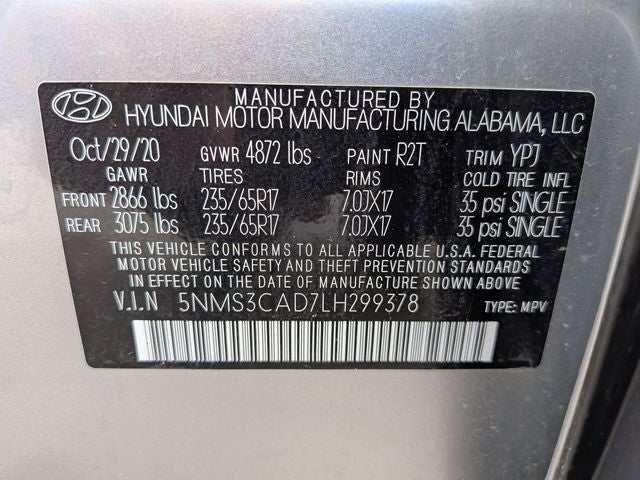 MANUFACTURED BY
HYUNDAI MOTOR MANUFACTURING ALABAMA, LLC
Oct/29/20 GVWR 4872 lbs PAINT R2T TRIM YPJ
GAWR TIRES RIMS COLD TIRE INFL
FRONT 2866 lbs 235/65R17 7.0JX17 35 psi SINGLE
REAR 3075 lbs 235/65R17 7.0JX17 35 psi SINGLE
THIS VEHICLE CONFORMS TO ALL APPLICABLE U.S.A. FEDERAL
MOTOR VEHICLE SAFETY AND THEFT PREVENTION STANDARDS
IN EFFECT ON THE DATE OF MANUFACTURE SHOWN ABOVE
V.I.N 5NMS3CAD7LH299378 TYPE: MPV